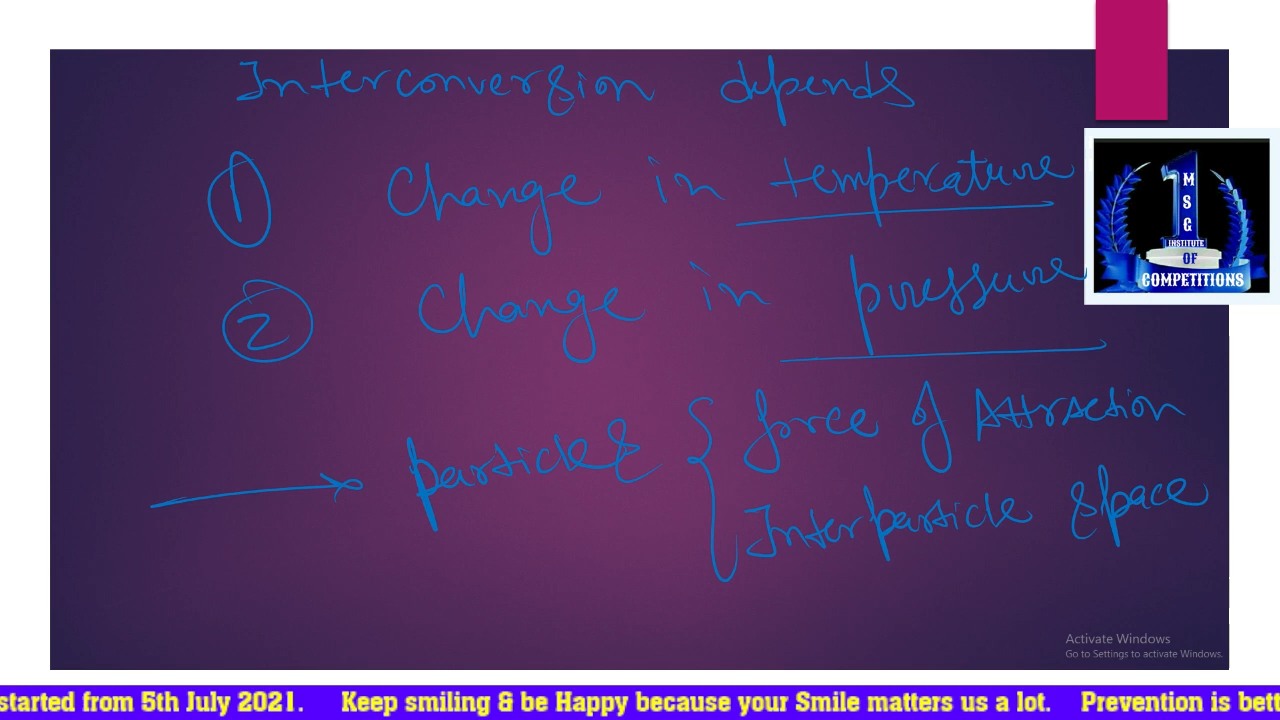 Interconversion depends
① Change in temperature
② Change in pressure
→ particles { force of Attraction
Interparticle space
1
M
S
G
INSTITUTE
OF
COMPETITIONS
Activate Windows
Go to Settings to activate Windows.
started from 5th July 2021. Keep smiling & be Happy because your Smile matters us a lot. Prevention is bett